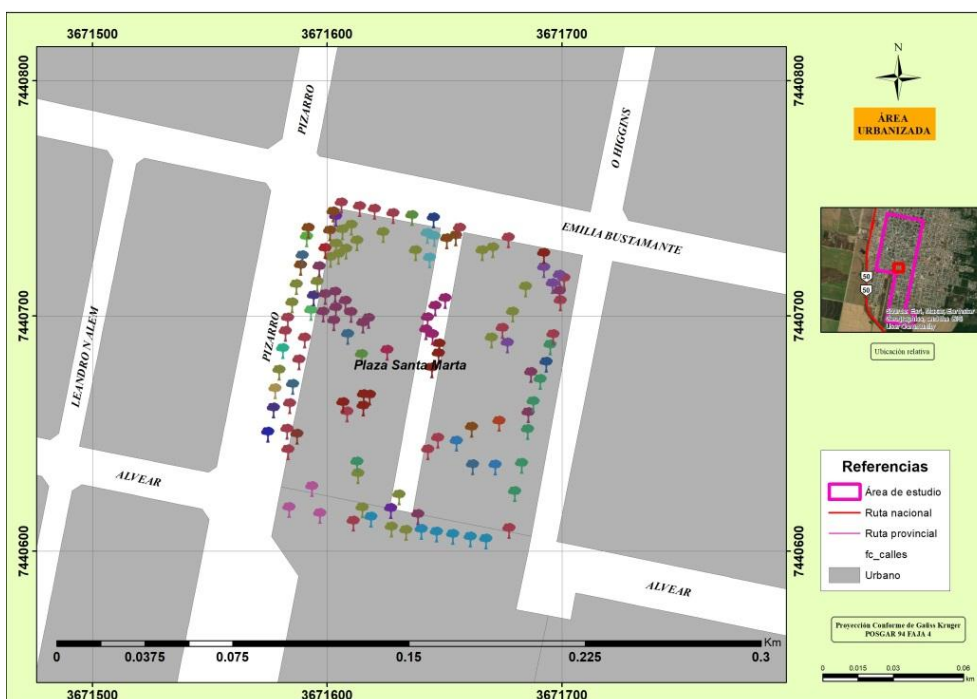 3671500
3671600
3671700
7440800
7440800
PIZARRO
O HIGGINS
EMILIA BUSTAMANTE
7440700
7440700
LEANDRO N. ALEM
PIZARRO
Plaza Santa Marta
ALVEAR
7440600
7440600
ALVEAR
Km
0
0.0375
0.075
0.15
0.225
0.3
3671500
3671600
3671700
N
ÁREA
URBANIZADA
50
50
Ubicación relativa
Referencias
Área de estudio
Ruta nacional
Ruta provincial
fc_calles
Urbano
Proyección Conforme de Gaüss Kruger
POSGAR 94 FAJA 4
0
0.015
0.03
0.06
km